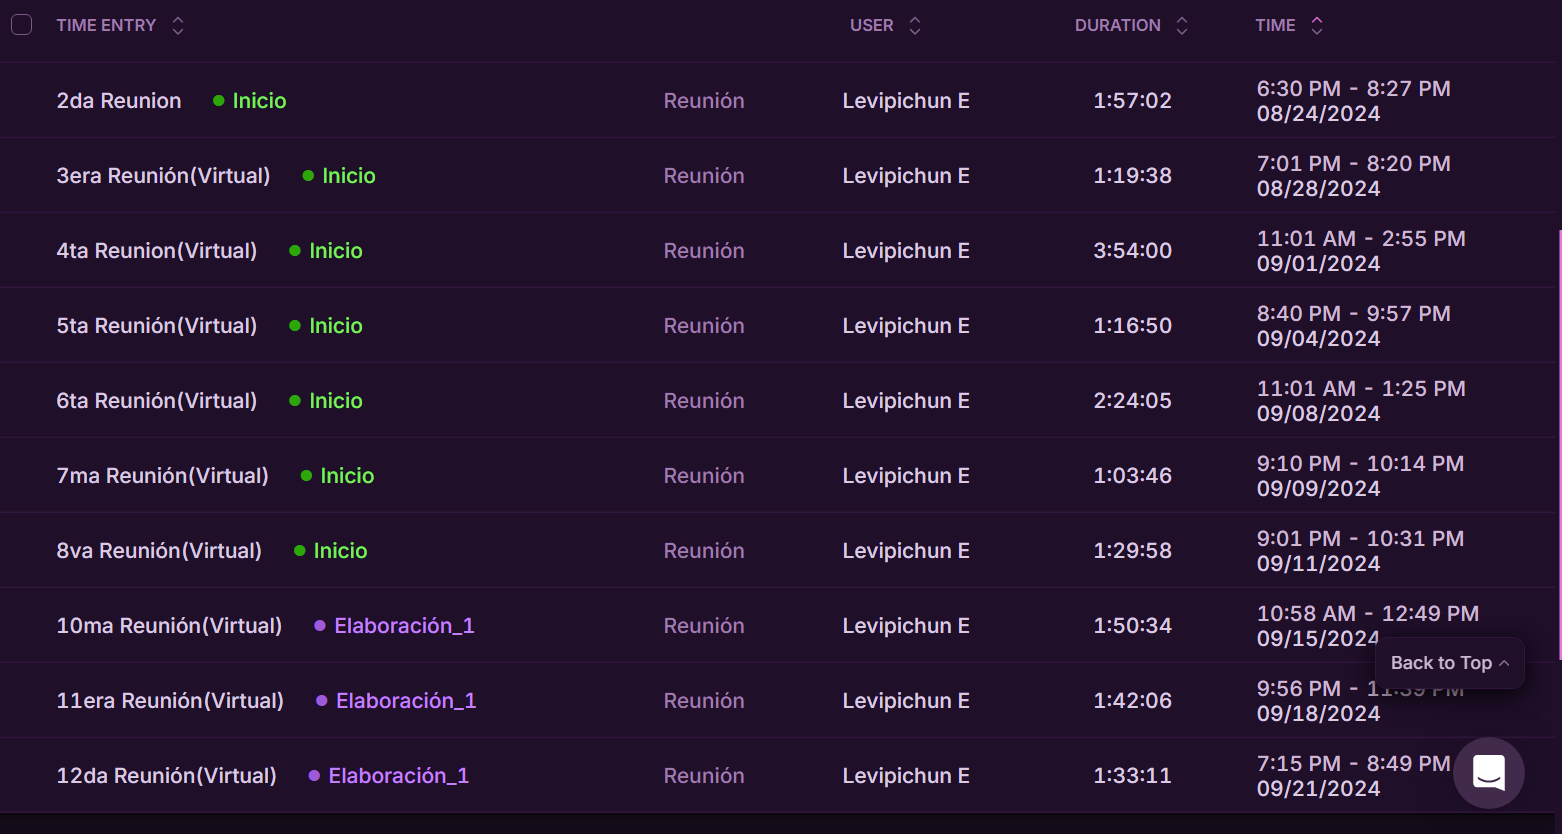 TIME ENTRY USER DURATION TIME
2da Reunion Inicio Reunión Levipichun E 1:57:02 6:30 PM - 8:27 PM
08/24/2024
3era Reunión(Virtual) Inicio Reunión Levipichun E 1:19:38 7:01 PM - 8:20 PM
08/28/2024
4ta Reunion(Virtual) Inicio Reunión Levipichun E 3:54:00 11:01 AM - 2:55 PM
09/01/2024
5ta Reunión(Virtual) Inicio Reunión Levipichun E 1:16:50 8:40 PM - 9:57 PM
09/04/2024
6ta Reunión(Virtual) Inicio Reunión Levipichun E 2:24:05 11:01 AM - 1:25 PM
09/08/2024
7ma Reunión(Virtual) Inicio Reunión Levipichun E 1:03:46 9:10 PM - 10:14 PM
09/09/2024
8va Reunión(Virtual) Inicio Reunión Levipichun E 1:29:58 9:01 PM - 10:31 PM
09/11/2024
10ma Reunión(Virtual) Elaboración_1 Reunión Levipichun E 1:50:34 10:58 AM - 12:49 PM
09/15/2024
Back to Top
11era Reunión(Virtual) Elaboración_1 Reunión Levipichun E 1:42:06 9:56 PM - 11:39 PM
09/18/2024
12da Reunión(Virtual) Elaboración_1 Reunión Levipichun E 1:33:11 7:15 PM - 8:49 PM
09/21/2024